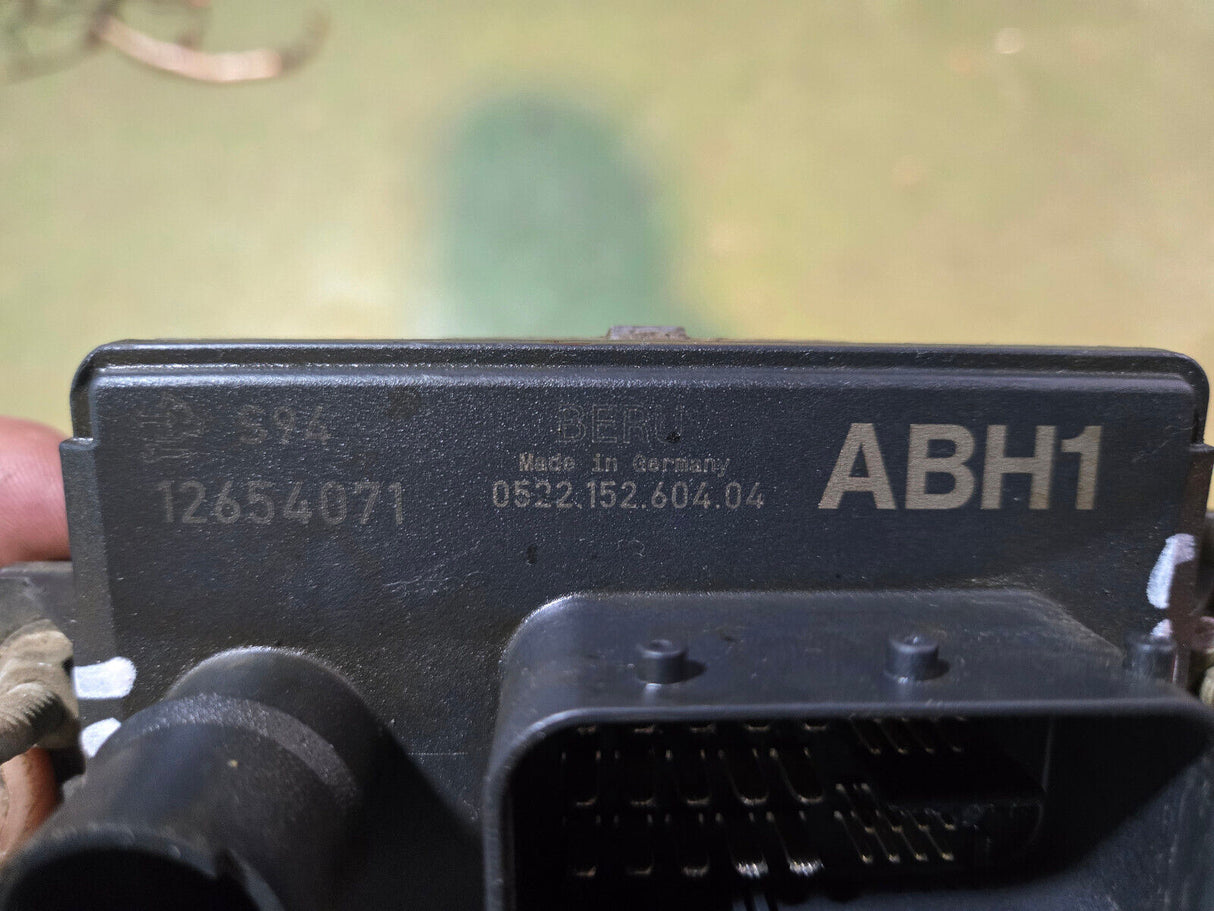 S94
12654071
BERU
Made in Germany
0522.152.604.04
ABH1